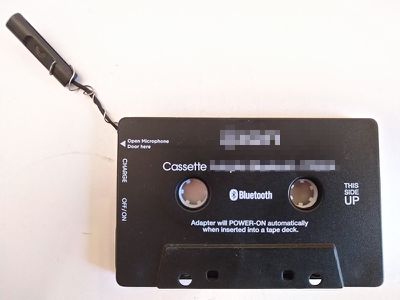 Open Microphone
Door here
Cassette
CHARGE
Bluetooth
THIS
SIDE
UP
OFF/ON
Adapter will POWER-ON automatically
when inserted into a tape deck.